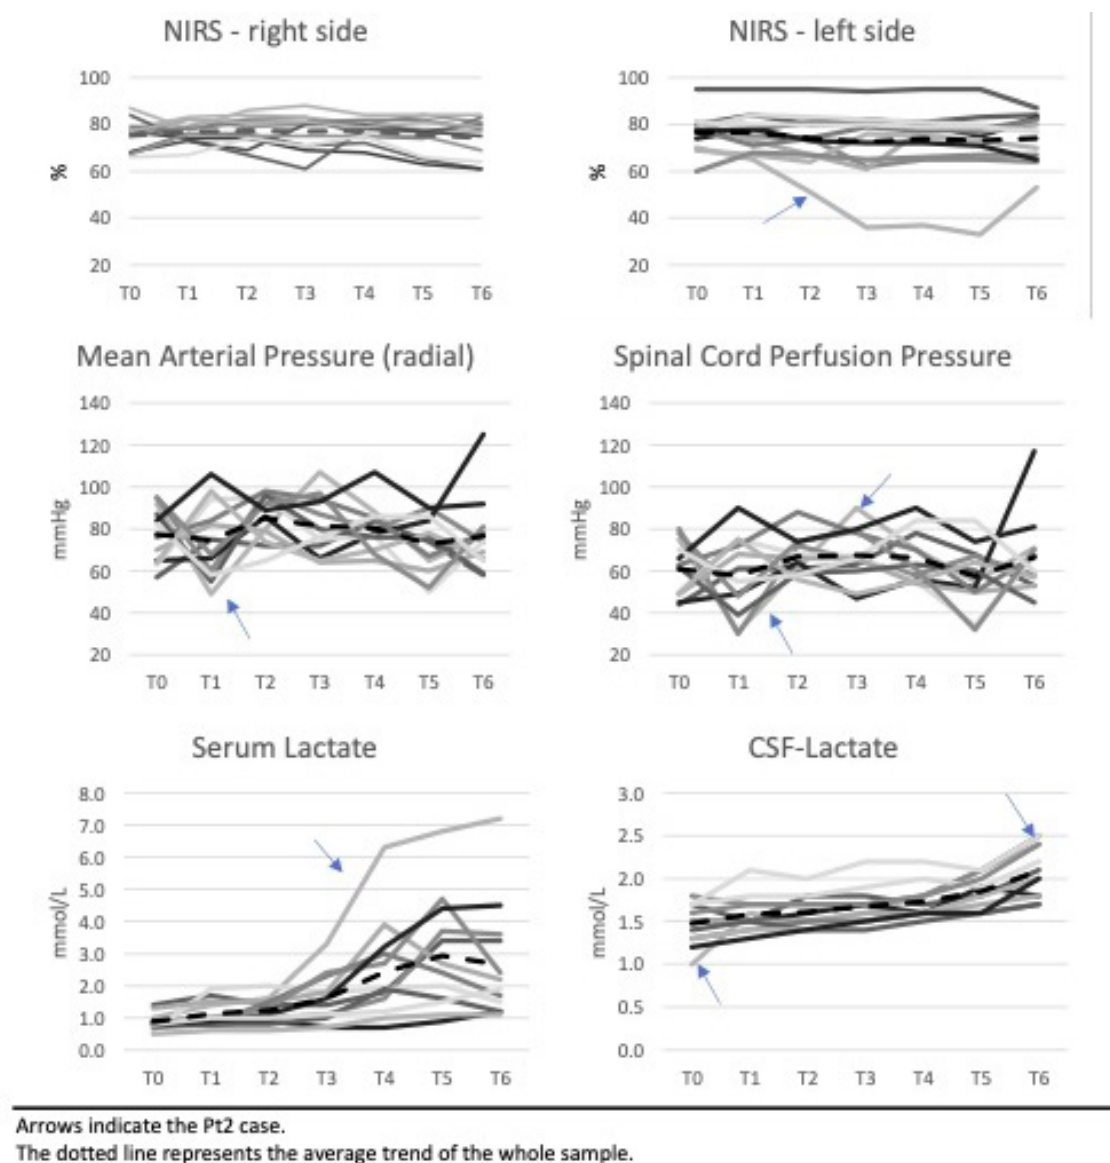 NIRS - right side
NIRS - left side
100
80
60
40
20
%
T0 T1 T2 T3 T4 T5 T6
100
80
60
40
20
%
T0 T1 T2 T3 T4 T5 T6
Mean Arterial Pressure (radial)
Spinal Cord Perfusion Pressure
140
120
100
80
60
40
20
mmHg
T0 T1 T2 T3 T4 T5 T6
140
120
100
80
60
40
20
mmHg
T0 T1 T2 T3 T4 T5 T6
Serum Lactate
CSF-Lactate
8.0
7.0
6.0
5.0
4.0
3.0
2.0
1.0
0.0
mmol/L
T0 T1 T2 T3 T4 T5 T6
3.0
2.5
2.0
1.5
1.0
0.5
0.0
mmol/L
T0 T1 T2 T3 T4 T5 T6
Arrows indicate the Pt2 case.
The dotted line represents the average trend of the whole sample.